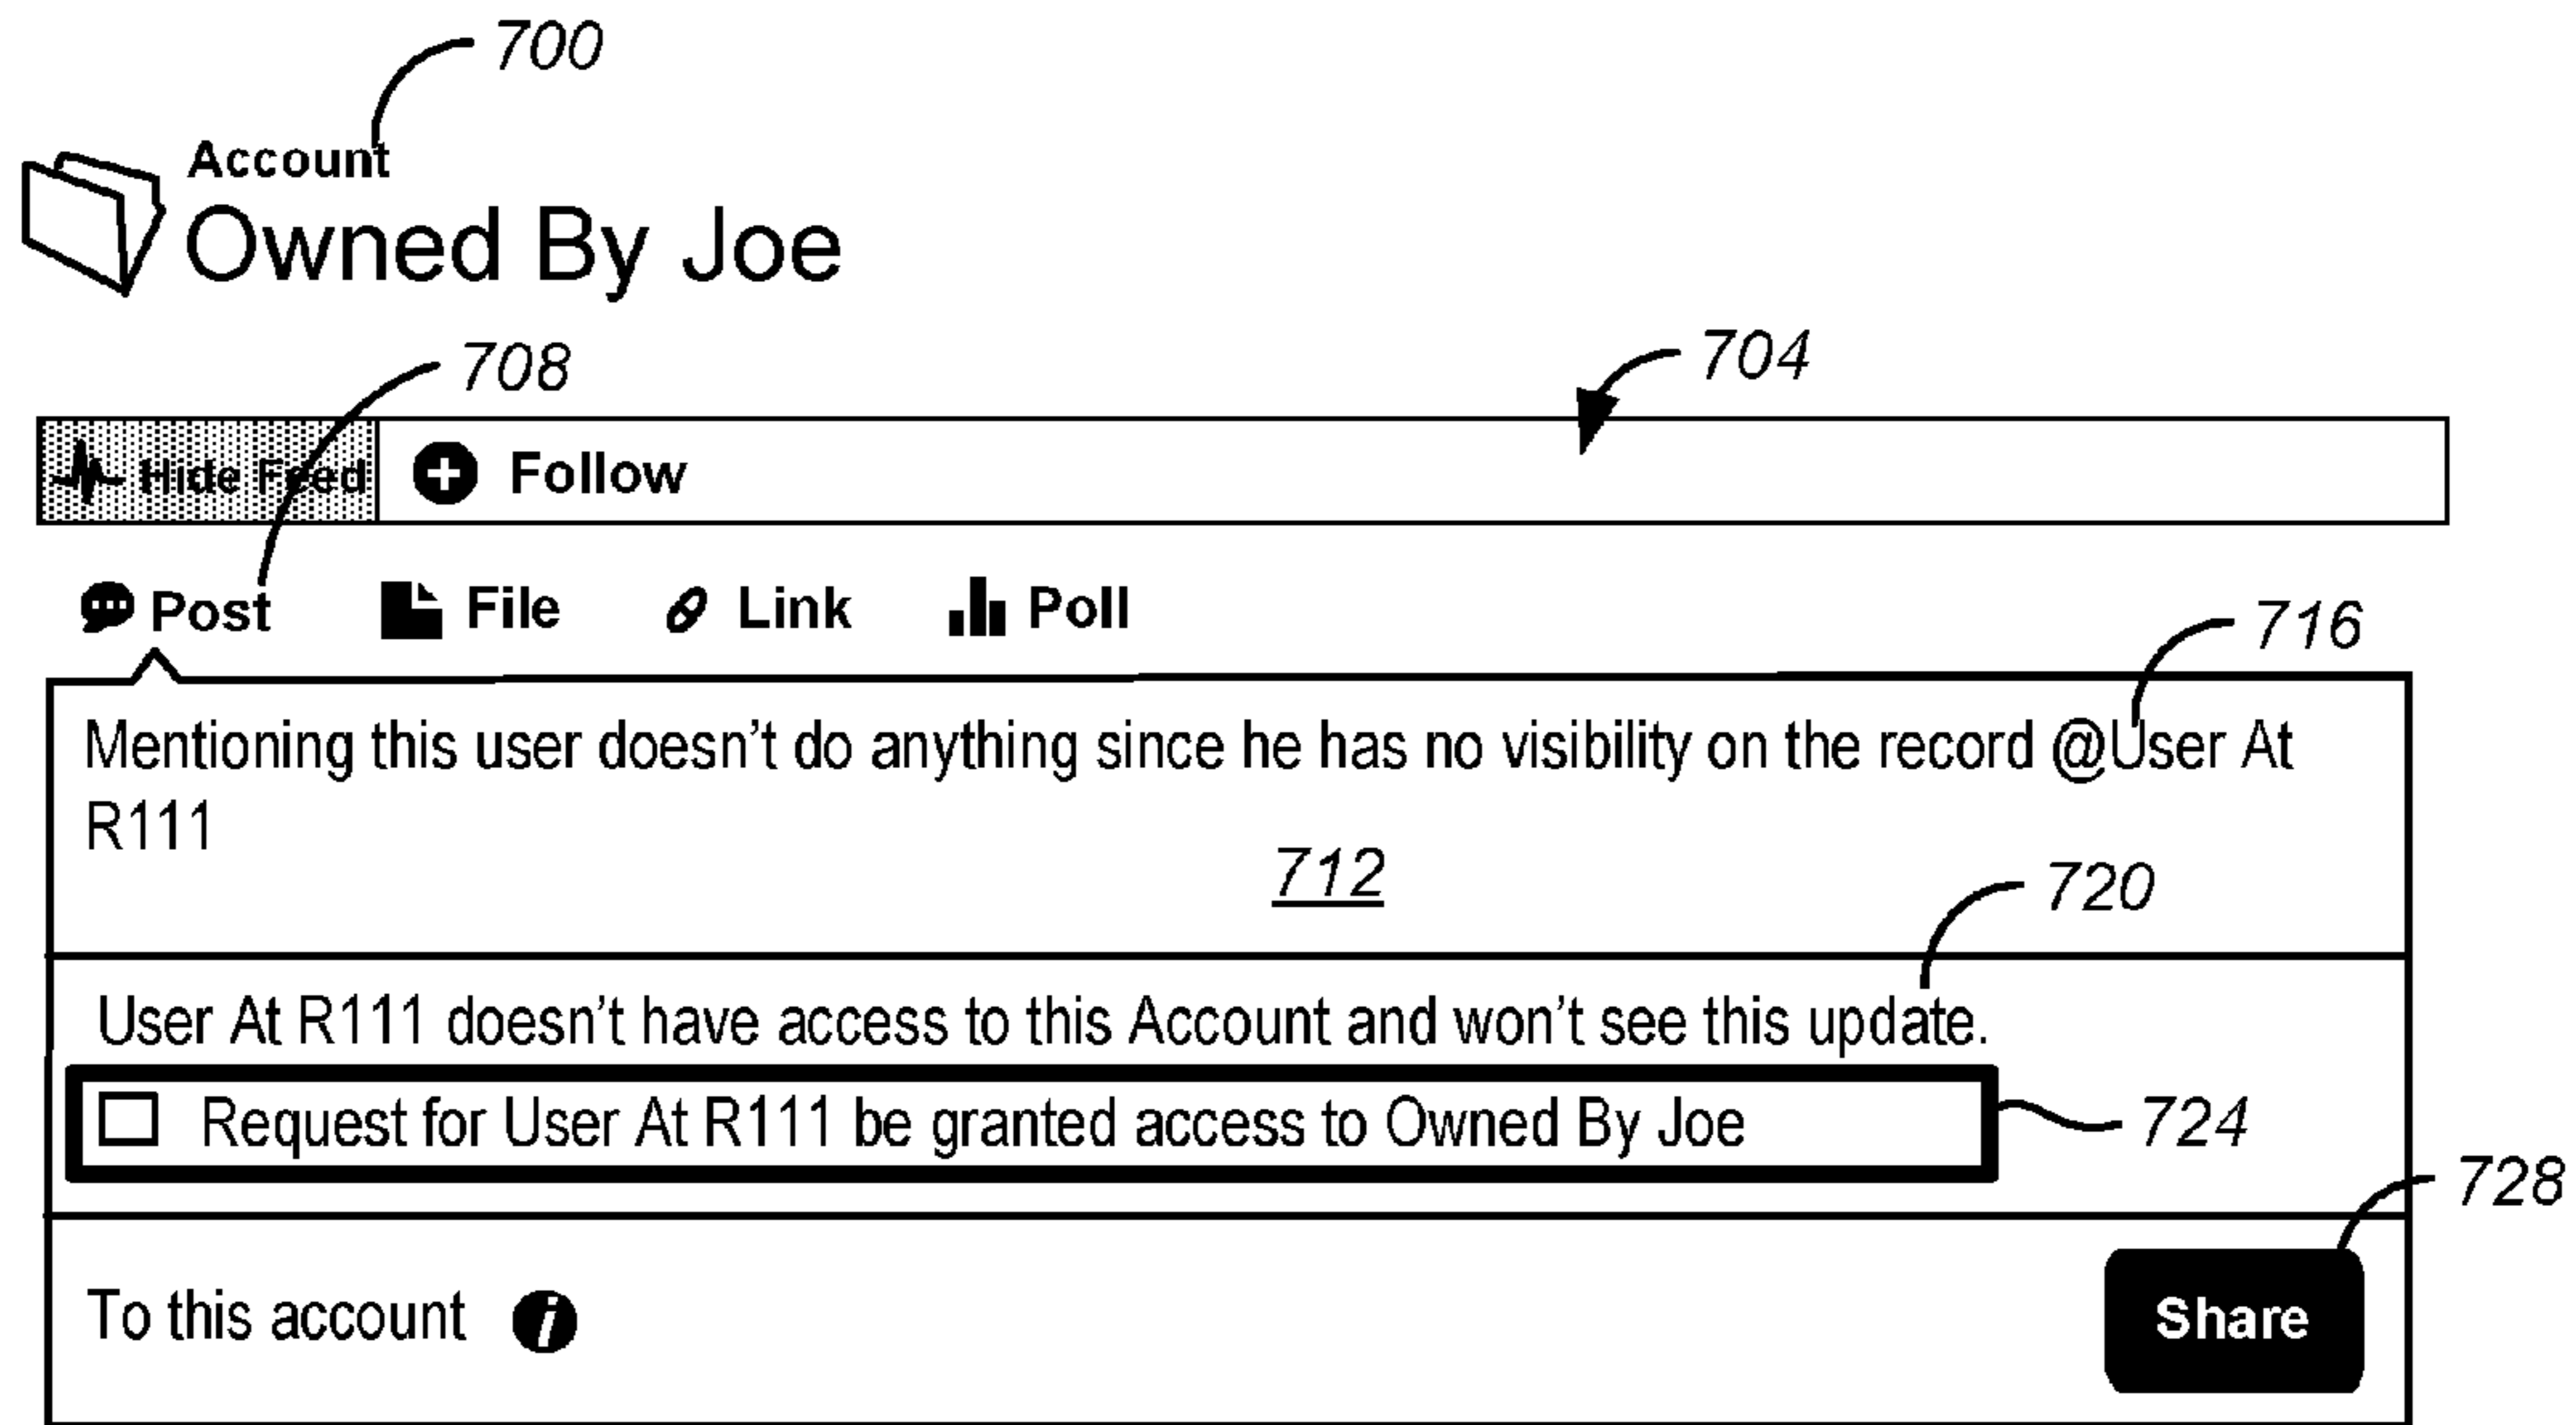 700
Account
Owned By Joe
708
704
Hide Feed
Follow
Post File Link Poll
716
Mentioning this user doesn't do anything since he has no visibility on the record @User At
R111
712
720
User At R111 doesn't have access to this Account and won't see this update.
Request for User At R111 be granted access to Owned By Joe
724
728
To this account i
Share